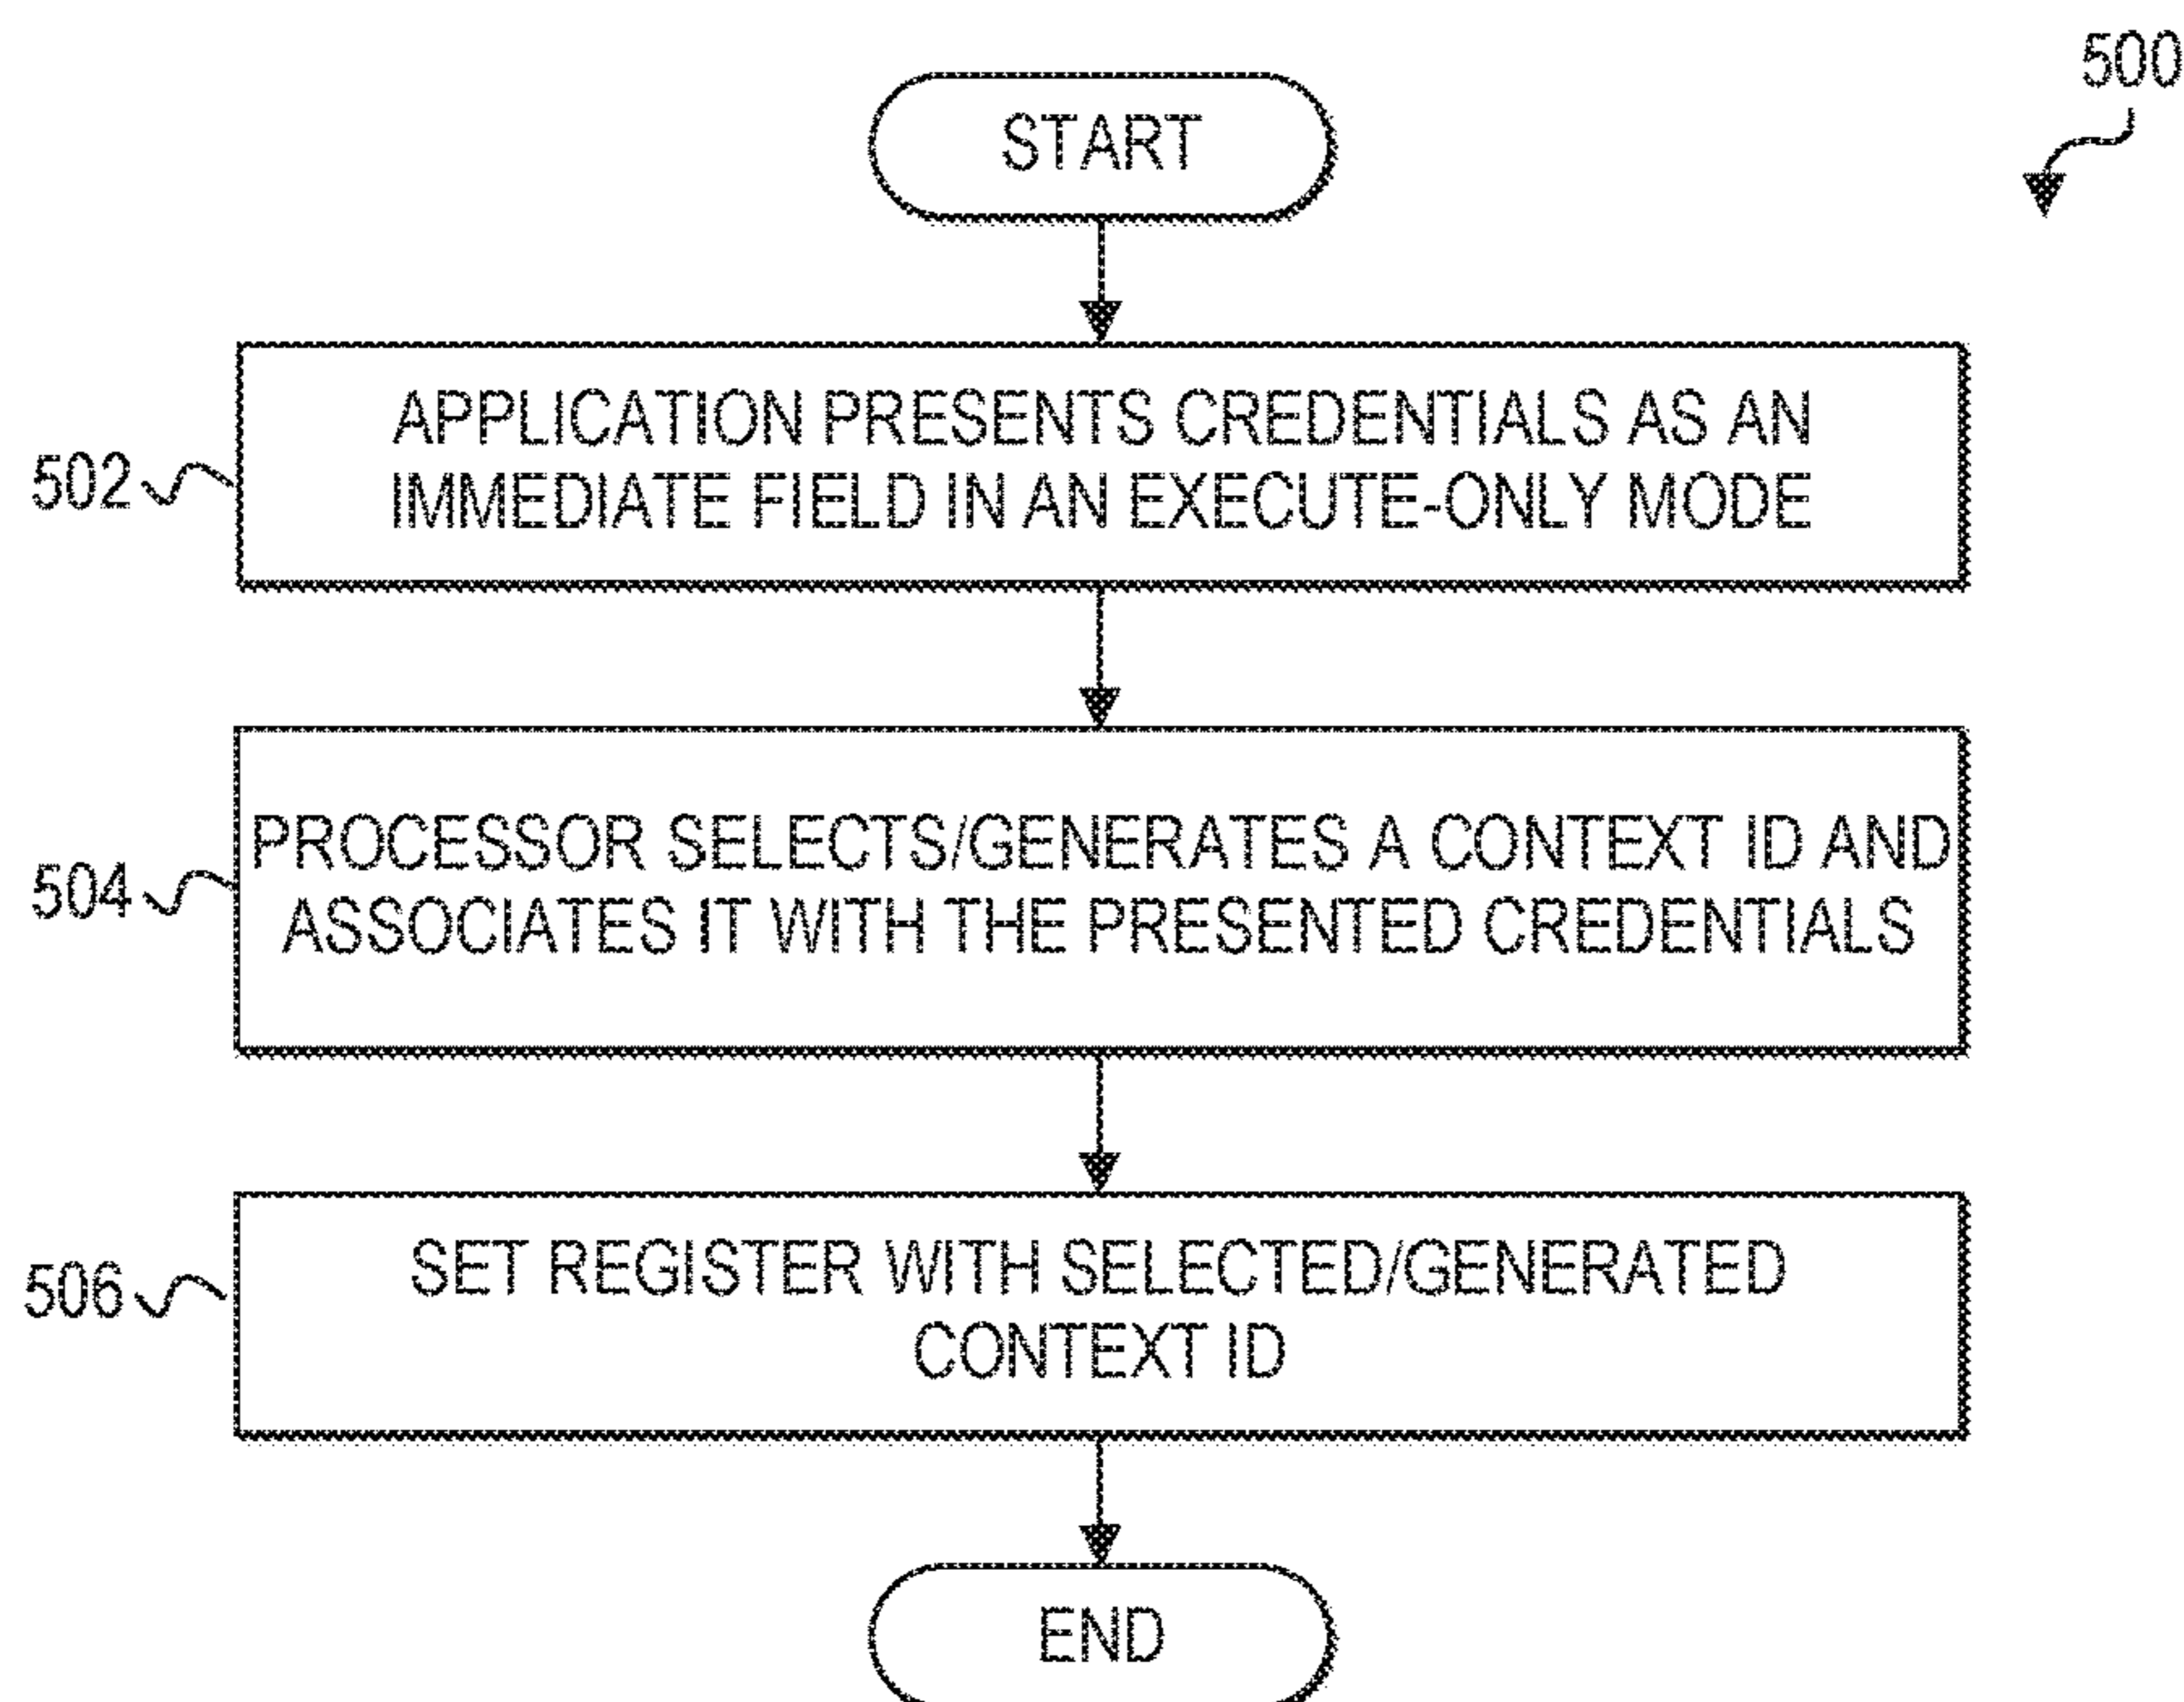 500
START
502
APPLICATION PRESENTS CREDENTIALS AS AN
IMMEDIATE FIELD IN AN EXECUTE-ONLY MODE
504
PROCESSOR SELECTS/GENERATES A CONTEXT ID AND
ASSOCIATES IT WITH THE PRESENTED CREDENTIALS
506
SET REGISTER WITH SELECTED/GENERATED
CONTEXT ID
END